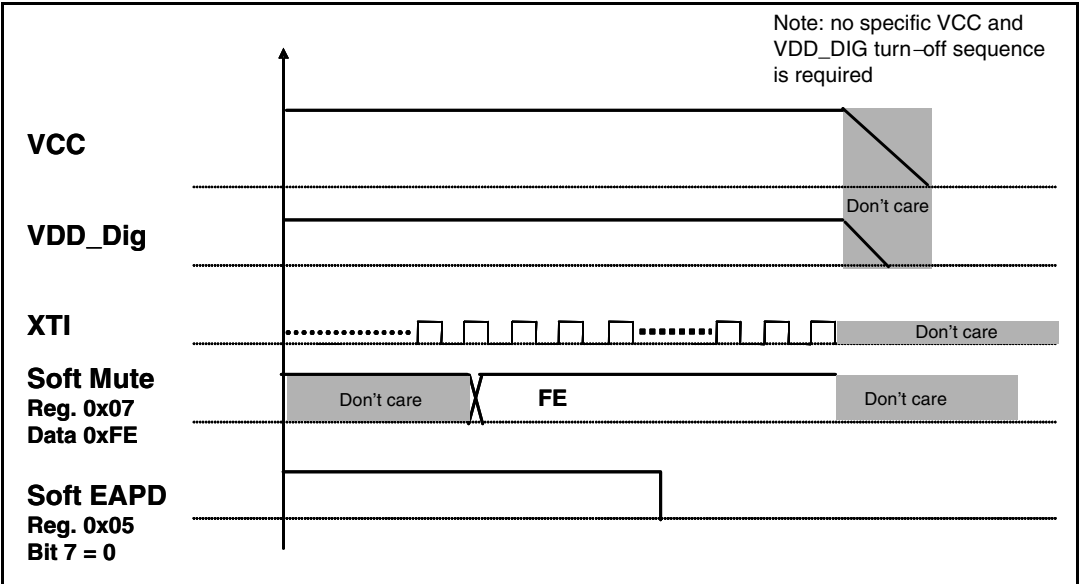 Note: no specific VCC and
VDD_DIG turn–off sequence
is required
VCC
Don't care
VDD_Dig
XTI
Don't care
Soft Mute
Reg. 0x07
Data 0xFE
Don't care
FE
Don't care
Soft EAPD
Reg. 0x05
Bit 7 = 0